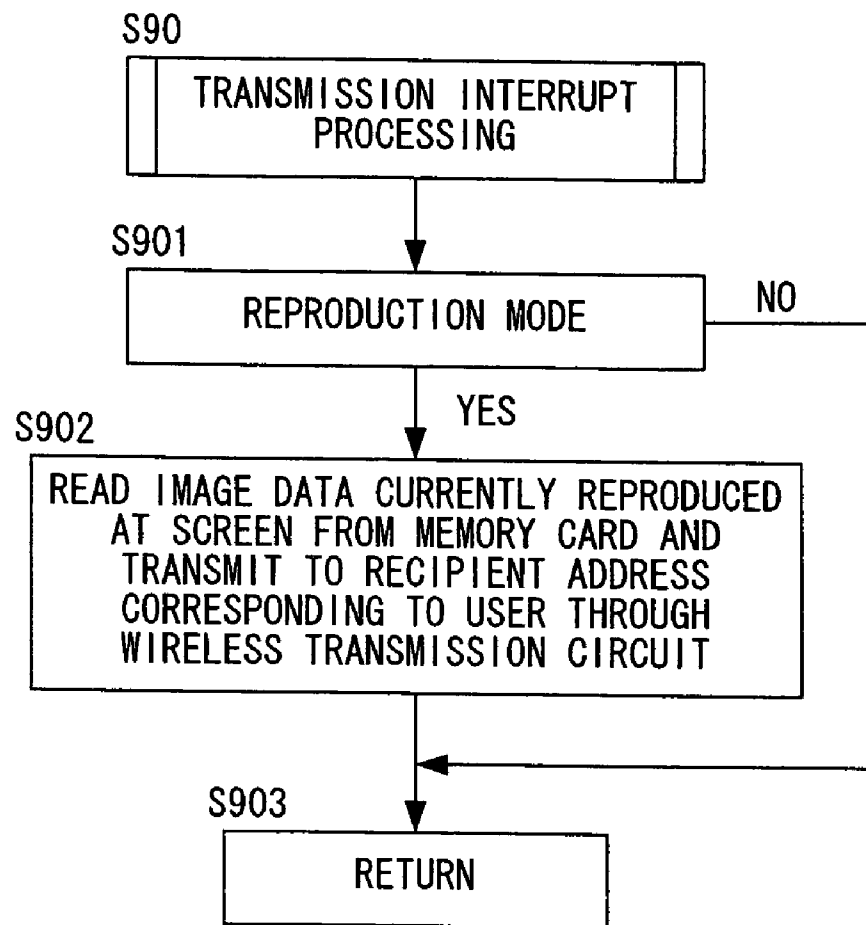 S90
TRANSMISSION INTERRUPT
PROCESSING
S901
REPRODUCTION MODE
NO
YES
S902
READ IMAGE DATA CURRENTLY REPRODUCED
AT SCREEN FROM MEMORY CARD AND
TRANSMIT TO RECIPIENT ADDRESS
CORRESPONDING TO USER THROUGH
WIRELESS TRANSMISSION CIRCUIT
S903
RETURN